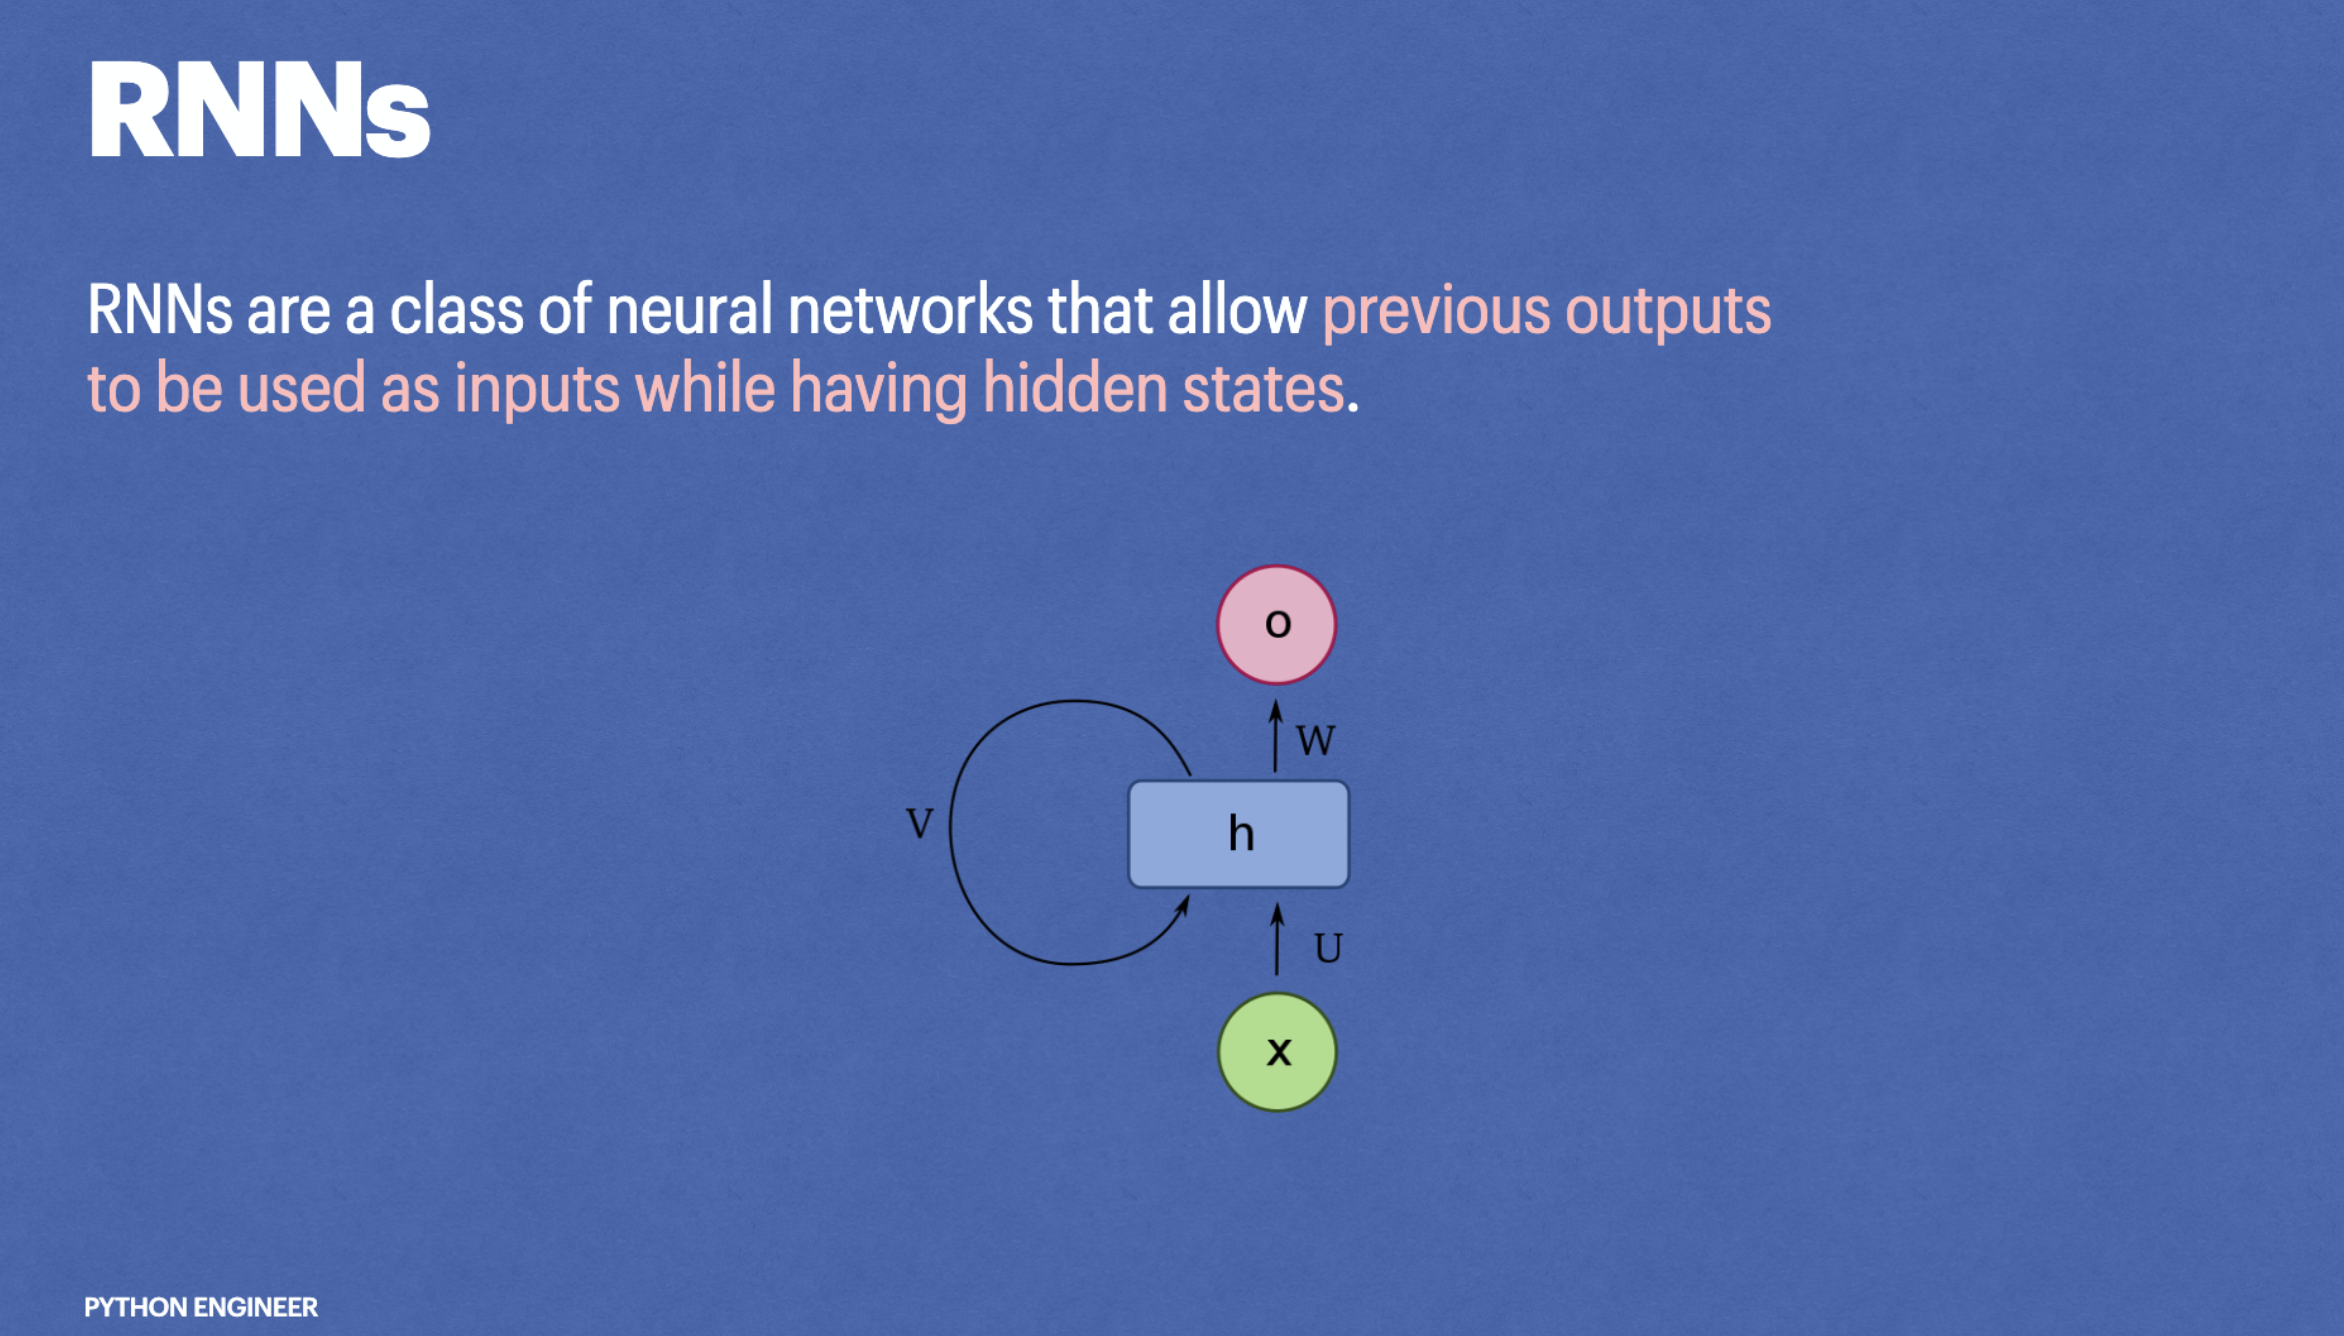 RNNs
RNNs are a class of neural networks that allow previous outputs
to be used as inputs while having hidden states.
o
W
V
h
U
x
PYTHON ENGINEER